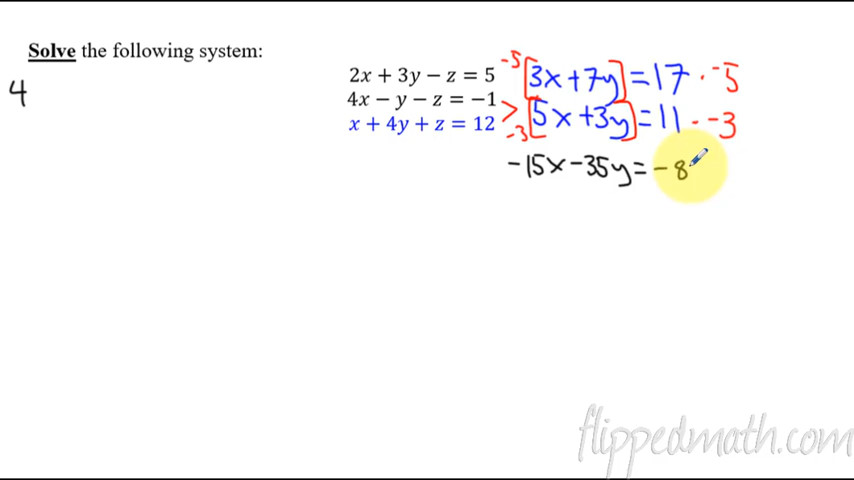 Solve the following system:
4
2x + 3y − z = 5
4x − y − z = −1
x + 4y + z = 12
-5[3x+7y]=17·-5
>-3[5x+3y]=11·-3
-15x-35y=-8
flippedmath.com